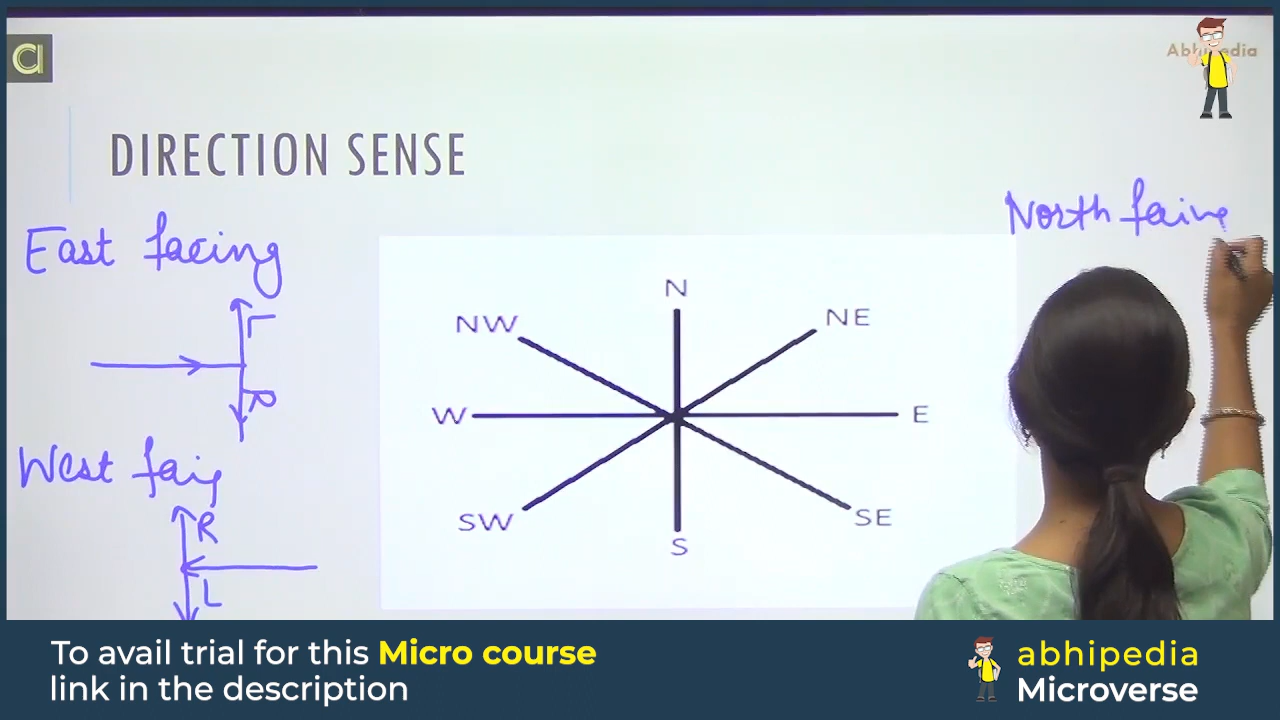 a
Abhipedia
DIRECTION SENSE
East facing
L
R
West faig
R
L
North faing
N
NW
NE
W
E
SW
SE
S
To avail trial for this Micro course
link in the description
abhipedia
Microverse